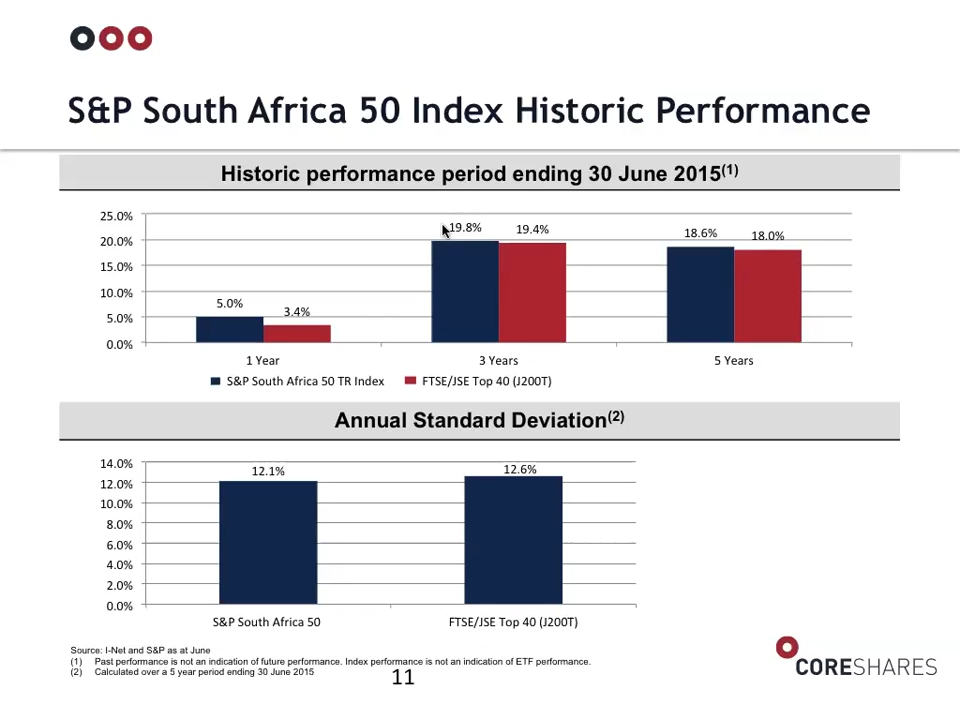 S&P South Africa 50 Index Historic Performance
Historic performance period ending 30 June 2015(1)
25.0%
20.0%
15.0%
10.0%
5.0%
0.0%
5.0%
3.4%
19.8%
19.4%
18.6%
18.0%
1 Year
3 Years
5 Years
S&P South Africa 50 TR Index
FTSE/JSE Top 40 (J200T)
Annual Standard Deviation(2)
14.0%
12.0%
10.0%
8.0%
6.0%
4.0%
2.0%
0.0%
12.1%
12.6%
S&P South Africa 50
FTSE/JSE Top 40 (J200T)
Source: I-Net and S&P as at June
(1) Past performance is not an indication of future performance. Index performance is not an indication of ETF performance.
(2) Calculated over a 5 year period ending 30 June 2015
11
CORESHARES